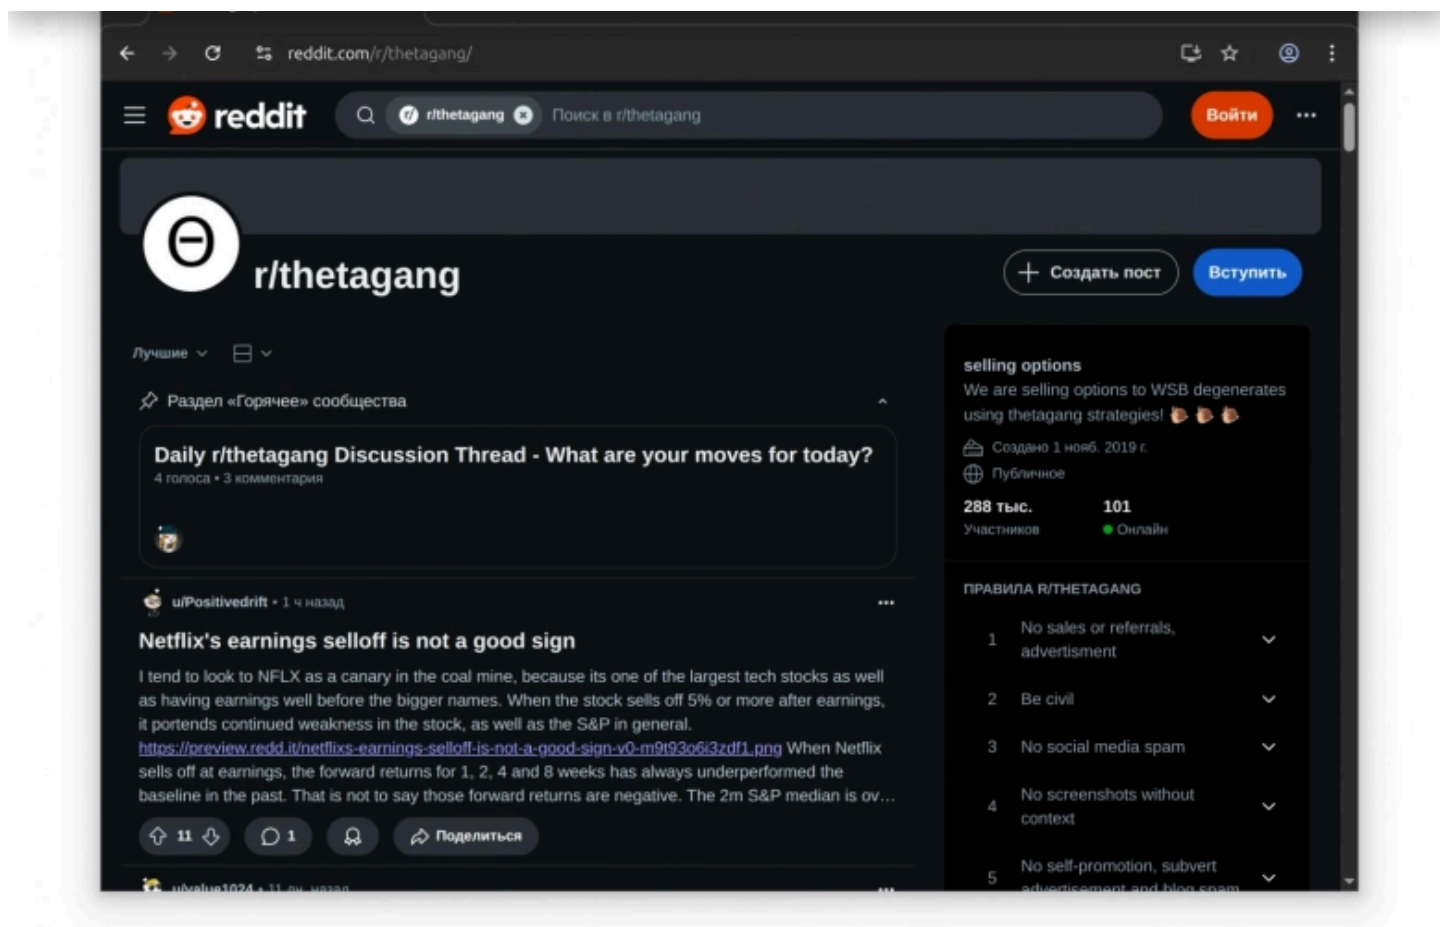 reddit.com/r/thetagang/
reddit
r/thetagang
Поиск в r/thetagang
Войти
Θ
r/thetagang
Создать пост
Вступить
Лучшие
Раздел «Горячее» сообщества
Daily r/thetagang Discussion Thread - What are your moves for today?
4 голоса • 3 комментария
u/Positivedrift • 1 ч назад
Netflix's earnings selloff is not a good sign
I tend to look to NFLX as a canary in the coal mine, because its one of the largest tech stocks as well
as having earnings well before the bigger names. When the stock sells off 5% or more after earnings,
it portends continued weakness in the stock, as well as the S&P in general.
https://preview.redd.it/netflixs-earnings-selloff-is-not-a-good-sign-v0-m9t93o6i3zdf1.png When Netflix
sells off at earnings, the forward returns for 1, 2, 4 and 8 weeks has always underperformed the
baseline in the past. That is not to say those forward returns are negative. The 2m S&P median is ov...
11
1
Поделиться
u/value1024 • 11 дн. назад
selling options
We are selling options to WSB degenerates
using thetagang strategies!
Создано 1 нояб. 2019 г.
Публичное
288 тыс.
101
Участников
Онлайн
ПРАВИЛА R/THETAGANG
1
No sales or referrals,
advertisment
2
Be civil
3
No social media spam
4
No screenshots without
context
5
No self-promotion, subvert
advertisement and blog spam